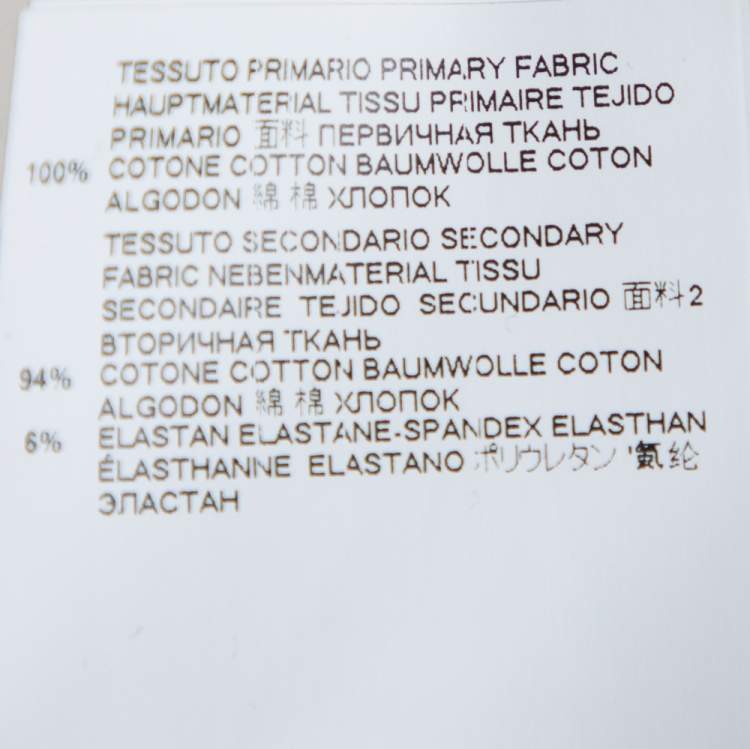 TESSUTO PRIMARIO PRIMARY FABRIC
HAUPTMATERIAL TISSU PRIMAIRE TEJIDO
PRIMARIO 面料 ПЕРВИЧНАЯ ТКАНЬ
100% COTONE COTTON BAUMWOLLE COTON
ALGODON 綿 棉 ХЛОПОК
TESSUTO SECONDARIO SECONDARY
FABRIC NEBENMATERIAL TISSU
SECONDAIRE TEJIDO SECUNDARIO 面料2
ВТОРИЧНАЯ ТКАНЬ
94% COTONE COTTON BAUMWOLLE COTON
ALGODON 綿 棉 ХЛОПОК
6% ELASTAN ELASTANE-SPANDEX ELASTHAN
ÉLASTHANNE ELASTANO ポリウレタン 氨纶
ЭЛАСТАН